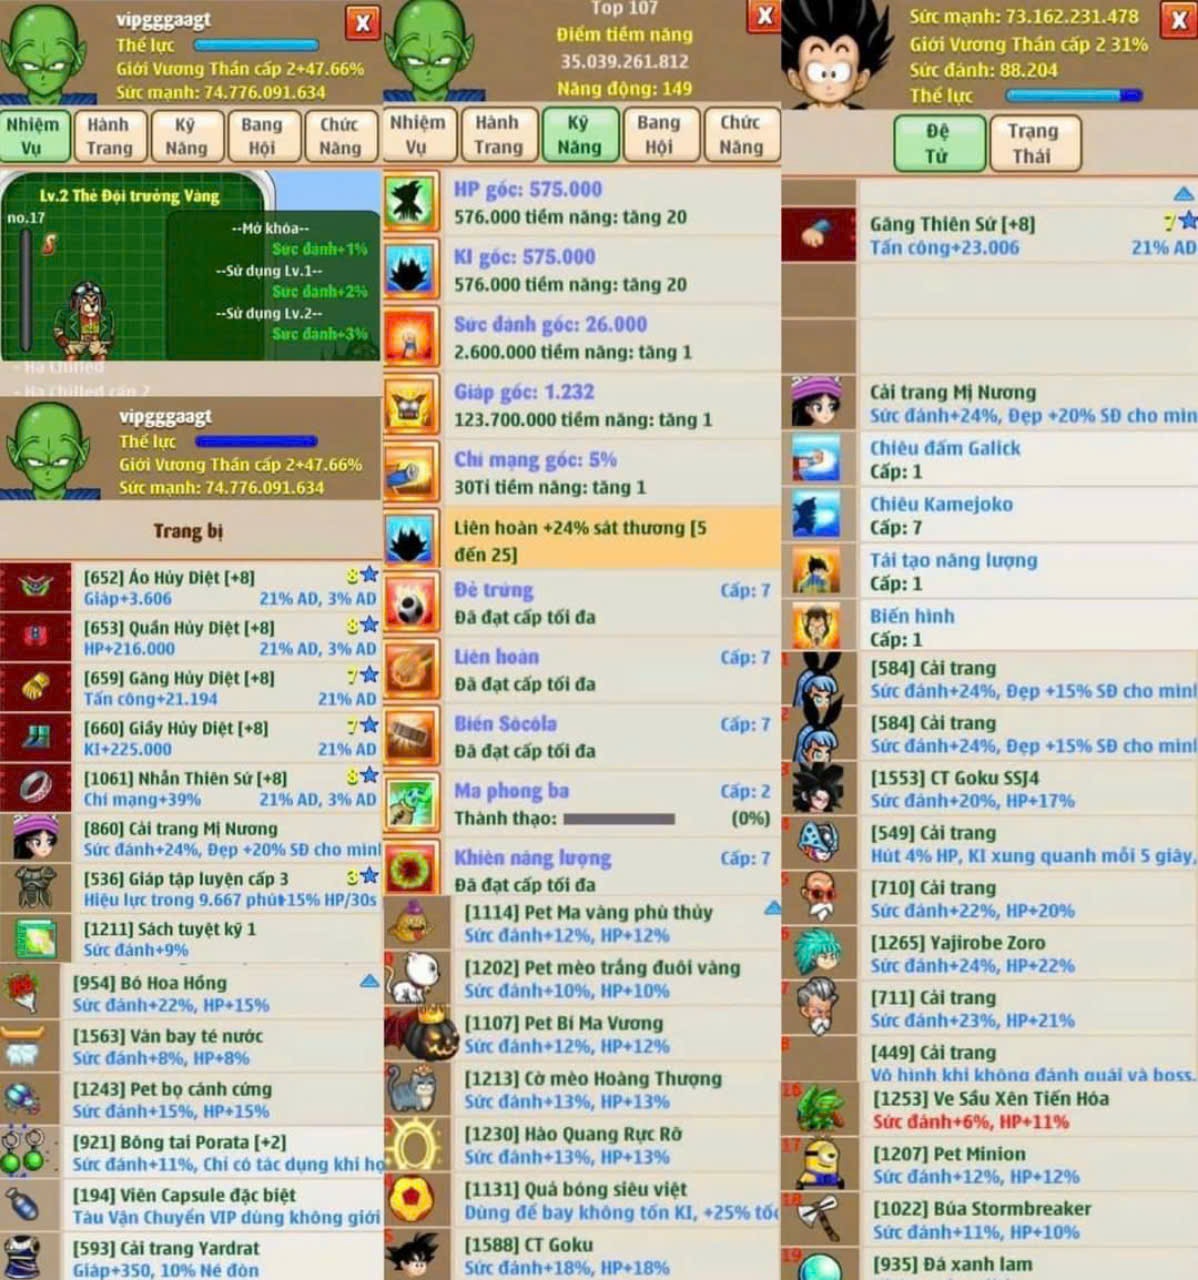 vipgggaagt
Thể lực
Giới Vương Thần cấp 2+47.66%
Sức mạnh: 74.776.091.634
X
Nhiệm Vụ
Hành Trang
Kỹ Năng
Bang Hội
Chức Năng
Lv.2 Thẻ Đội trưởng Vàng
no.17
--Mở khóa--
Sức đánh+1%
--Sử dụng Lv.1--
Sức đánh+2%
--Sử dụng Lv.2--
Sức đánh+3%
- Hạ Chilled
- Hạ Chilled cấp 2
vipgggaagt
Thể lực
Giới Vương Thần cấp 2+47.66%
Sức mạnh: 74.776.091.634
Trang bị
[652] Áo Hủy Diệt [+8]
8
Giáp+3.606
21% AD, 3% AD
[653] Quần Hủy Diệt [+8]
8
HP+216.000
21% AD, 3% AD
[659] Găng Hủy Diệt [+8]
7
Tấn công+21.194
21% AD
[660] Giầy Hủy Diệt [+8]
7
KI+225.000
21% AD
[1061] Nhẫn Thiên Sứ [+8]
8
Chí mạng+39%
21% AD, 3% AD
[860] Cải trang Mị Nương
Sức đánh+24%, Đẹp +20% SĐ cho mìnl
[536] Giáp tập luyện cấp 3
3
Hiệu lực trong 9.667 phút+15% HP/30s
[1211] Sách tuyệt kỹ 1
Sức đánh+9%
[954] Bó Hoa Hồng
Sức đánh+22%, HP+15%
[1563] Ván bay té nước
Sức đánh+8%, HP+8%
[1243] Pet bọ cánh cứng
Sức đánh+15%, HP+15%
[921] Bông tai Porata [+2]
Sức đánh+11%, Chỉ có tác dụng khi hợ
[194] Viên Capsule đặc biệt
Tàu Vận Chuyển VIP dùng không giới
[593] Cải trang Yardrat
Giáp+350, 10% Né đòn
Top 107
Điểm tiềm năng
35.039.261.812
Năng động: 149
X
Nhiệm Vụ
Hành Trang
Kỹ Năng
Bang Hội
Chức Năng
HP gốc: 575.000
576.000 tiềm năng: tăng 20
KI gốc: 575.000
576.000 tiềm năng: tăng 20
Sức đánh gốc: 26.000
2.600.000 tiềm năng: tăng 1
Giáp gốc: 1.232
123.700.000 tiềm năng: tăng 1
Chí mạng gốc: 5%
30Tỉ tiềm năng: tăng 1
Liên hoàn +24% sát thương [5
đến 25]
Đẻ trứng
Cấp: 7
Đã đạt cấp tối đa
Liên hoàn
Cấp: 7
Đã đạt cấp tối đa
Biến Sôcôla
Cấp: 7
Đã đạt cấp tối đa
Ma phong ba
Cấp: 2
Thành thạo:
(0%)
Khiên năng lượng
Cấp: 7
Đã đạt cấp tối đa
[1114] Pet Ma vàng phù thủy
Sức đánh+12%, HP+12%
[1202] Pet mèo trắng đuôi vàng
Sức đánh+10%, HP+10%
[1107] Pet Bí Ma Vương
Sức đánh+12%, HP+12%
[1213] Cờ mèo Hoàng Thượng
Sức đánh+13%, HP+13%
[1230] Hào Quang Rực Rỡ
Sức đánh+13%, HP+13%
[1131] Quả bóng siêu việt
Dùng để bay không tốn KI, +25% tốc
[1588] CT Goku
Sức đánh+18%, HP+18%
Sức mạnh: 73.162.231.478
Giới Vương Thần cấp 2 31%
Sức đánh: 88.204
Thể lực
X
Đệ Tử
Trạng Thái
Găng Thiên Sứ [+8]
7
Tấn công+23.006
21% AD
Cải trang Mị Nương
Sức đánh+24%, Đẹp +20% SĐ cho mìn
Chiêu đấm Galick
Cấp: 1
Chiêu Kamejoko
Cấp: 7
Tái tạo năng lượng
Cấp: 1
Biến hình
Cấp: 1
1
[584] Cải trang
Sức đánh+24%, Đẹp +15% SĐ cho mìnl
2
[584] Cải trang
Sức đánh+24%, Đẹp +15% SĐ cho mìnl
3
[1553] CT Goku SSJ4
Sức đánh+20%, HP+17%
4
[549] Cải trang
Hút 4% HP, KI xung quanh mỗi 5 giây,
5
[710] Cải trang
Sức đánh+22%, HP+20%
6
[1265] Yajirobe Zoro
Sức đánh+24%, HP+22%
7
[711] Cải trang
Sức đánh+23%, HP+21%
8
[449] Cải trang
Vô hình khi không đánh quái và boss.
16
[1253] Ve Sầu Xên Tiến Hóa
Sức đánh+6%, HP+11%
17
[1207] Pet Minion
Sức đánh+12%, HP+12%
18
[1022] Búa Stormbreaker
Sức đánh+11%, HP+10%
19
[935] Đá xanh lam